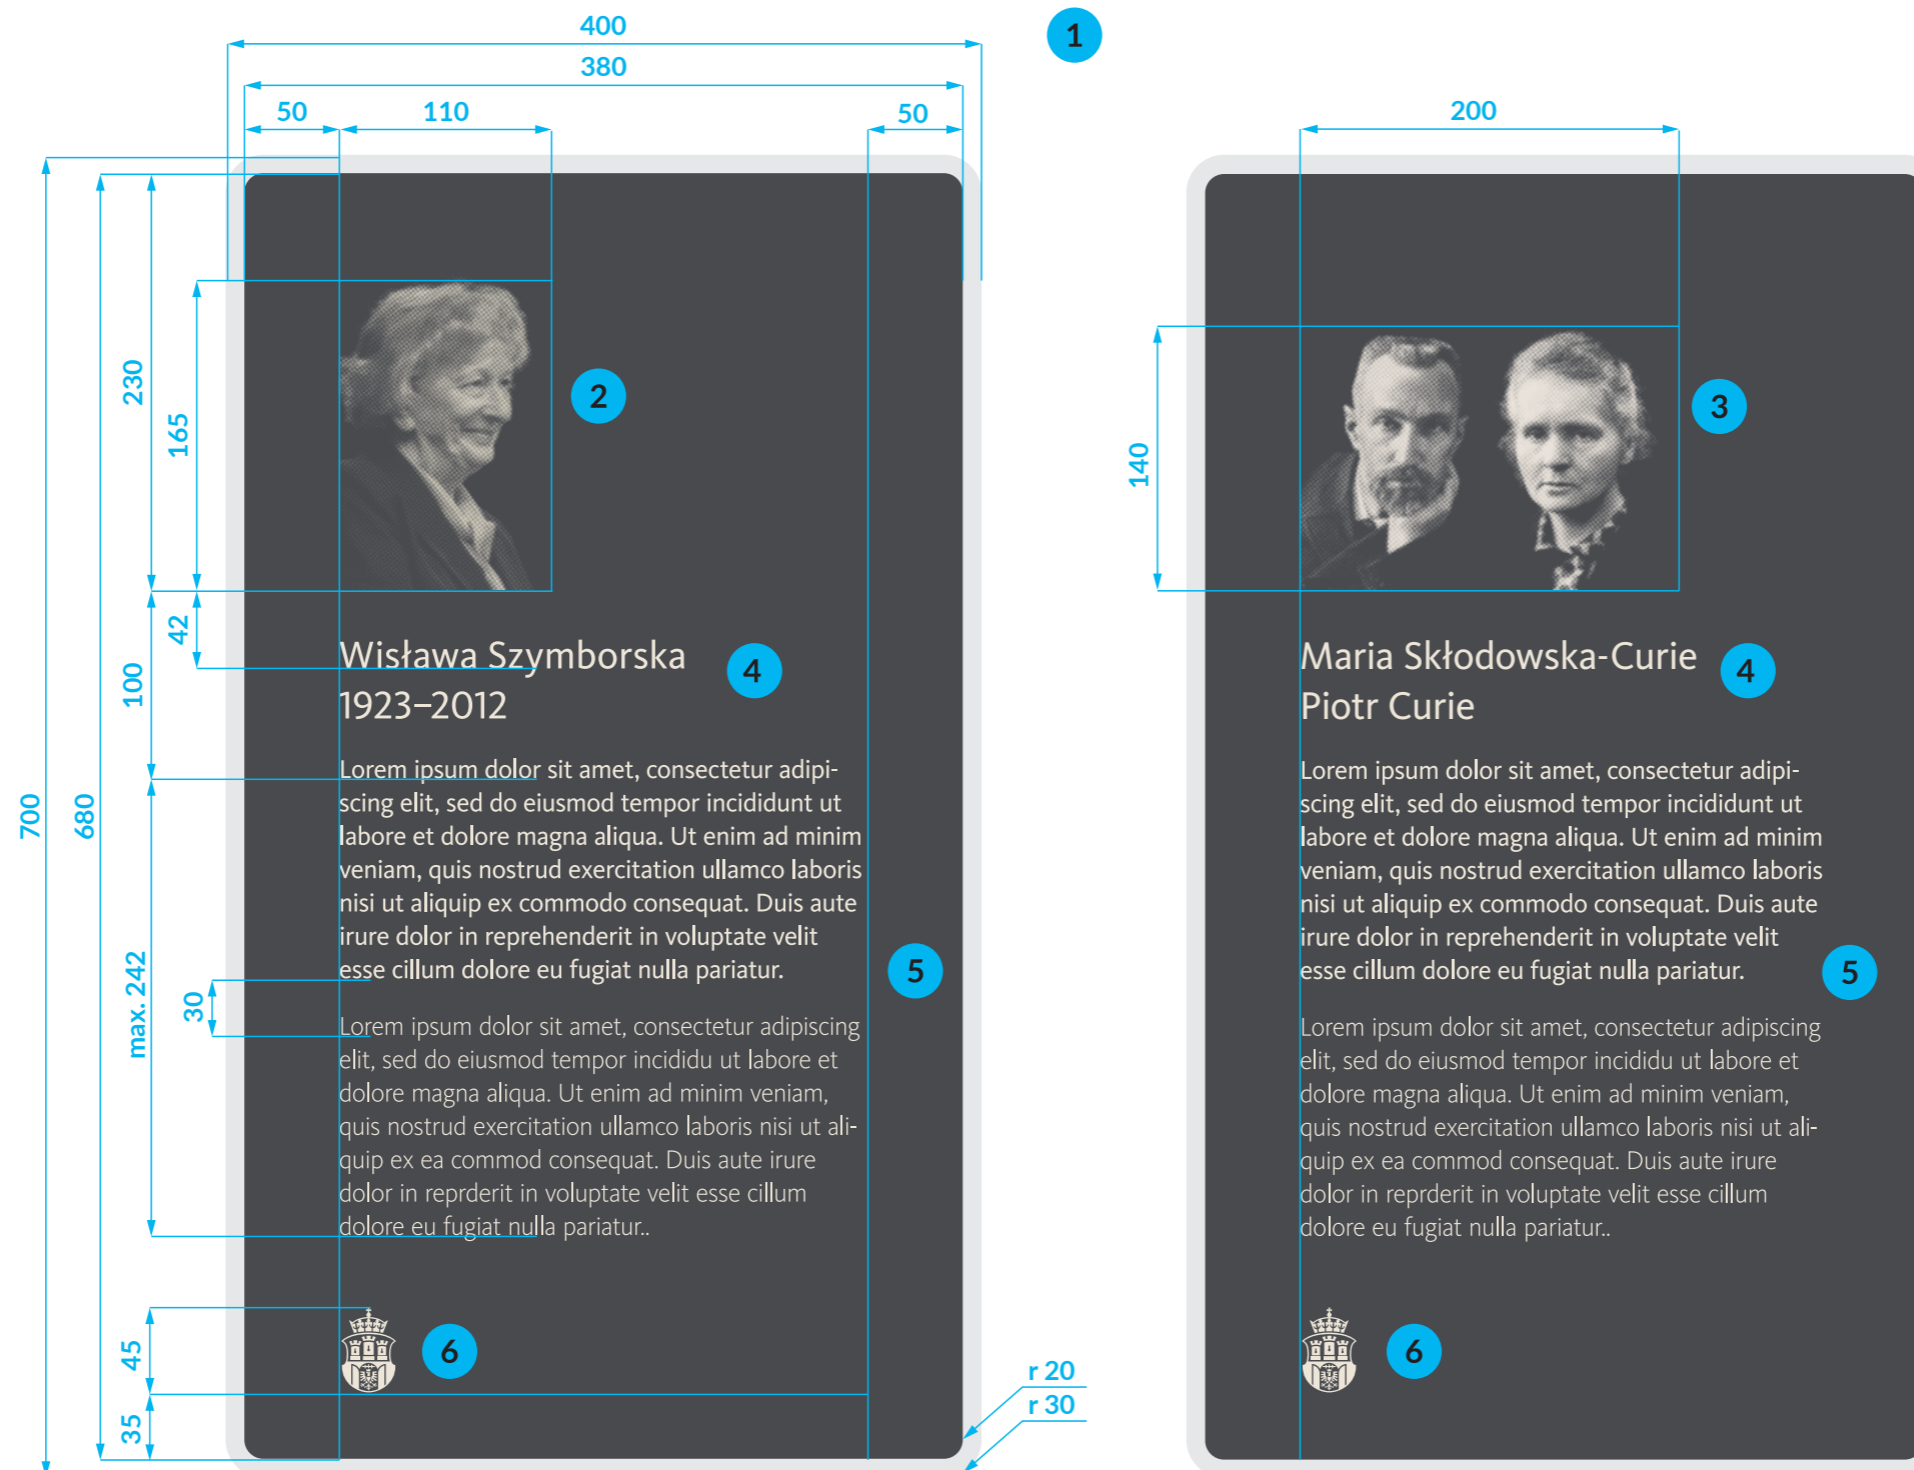 400
1
380
50
110
50
200
230
165
2
140
3
42
100
700
680
Wisława Szymborska
1923–2012
4
Lorem ipsum dolor sit amet, consectetur adipi-
scing elit, sed do eiusmod tempor incididunt ut
labore et dolore magna aliqua. Ut enim ad minim
veniam, quis nostrud exercitation ullamco laboris
nisi ut aliquip ex commodo consequat. Duis aute
irure dolor in reprehenderit in voluptate velit
esse cillum dolore eu fugiat nulla pariatur.
5
max. 242
30
Lorem ipsum dolor sit amet, consectetur adipiscing
elit, sed do eiusmod tempor incididu ut labore et
dolore magna aliqua. Ut enim ad minim veniam,
quis nostrud exercitation ullamco laboris nisi ut ali-
quip ex ea commod consequat. Duis aute irure
dolor in reprderit in voluptate velit esse cillum
dolore eu fugiat nulla pariatur..
45
6
35
r 20
r 30
Maria Skłodowska-Curie
Piotr Curie
4
Lorem ipsum dolor sit amet, consectetur adipi-
scing elit, sed do eiusmod tempor incididunt ut
labore et dolore magna aliqua. Ut enim ad minim
veniam, quis nostrud exercitation ullamco laboris
nisi ut aliquip ex commodo consequat. Duis aute
irure dolor in reprehenderit in voluptate velit
esse cillum dolore eu fugiat nulla pariatur.
5
Lorem ipsum dolor sit amet, consectetur adipiscing
elit, sed do eiusmod tempor incididu ut labore et
dolore magna aliqua. Ut enim ad minim veniam,
quis nostrud exercitation ullamco laboris nisi ut ali-
quip ex ea commod consequat. Duis aute irure
dolor in reprderit in voluptate velit esse cillum
dolore eu fugiat nulla pariatur..
6